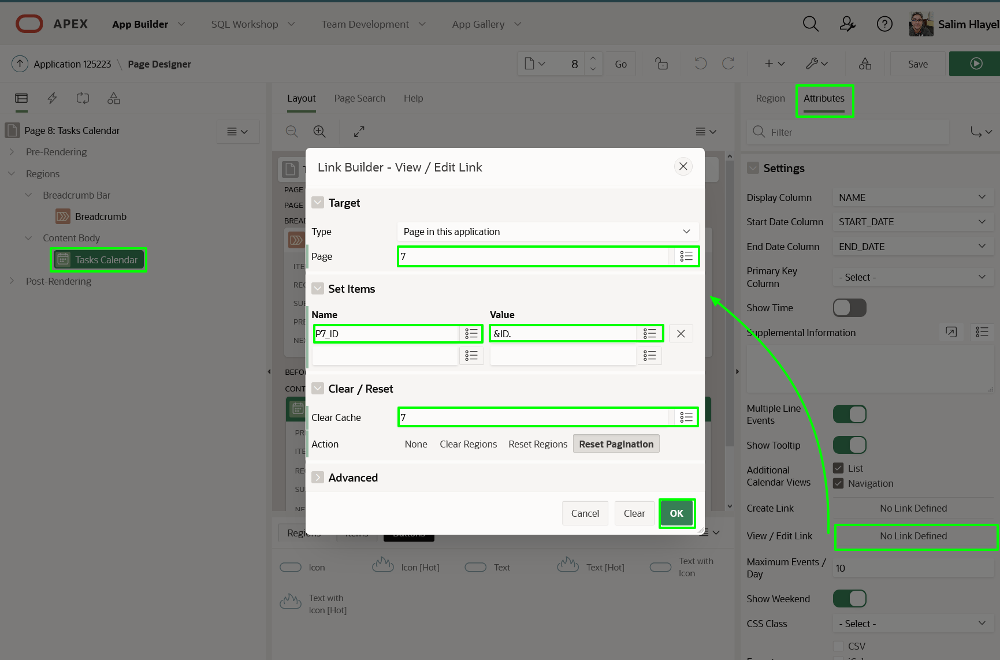 APEX App Builder SQL Workshop Team Development App Gallery Salim Hlayel
Application 125223 \ Page Designer 8 Go Save
Page 8: Tasks Calendar
Pre-Rendering
Regions
Breadcrumb Bar
Breadcrumb
Content Body
Tasks Calendar
Post-Rendering
Layout Page Search Help
PAGE
PAGE
BREAD
ITE
REG
SUB
PRE
NEX
BEFO
CONT
PRE
ITE
RE
SU
NE
Link Builder - View / Edit Link
Target
Type Page in this application
Page 7
Set Items
Name Value
P7_ID &ID.
Clear / Reset
Clear Cache 7
Action None Clear Regions Reset Regions Reset Pagination
Advanced
Cancel Clear OK
Regions Items Buttons
Icon Icon [Hot] Text Text [Hot] Text with
Icon
Text with
Icon [Hot]
Region Attributes
Filter
Settings
Display Column NAME
Start Date Column START_DATE
End Date Column END_DATE
Primary Key
Column - Select -
Show Time
Supplemental Information
Multiple Line
Events
Show Tooltip
Additional
Calendar Views
List
Navigation
Create Link No Link Defined
View / Edit Link No Link Defined
Maximum Events /
Day 10
Show Weekend
CSS Class - Select -
CSV